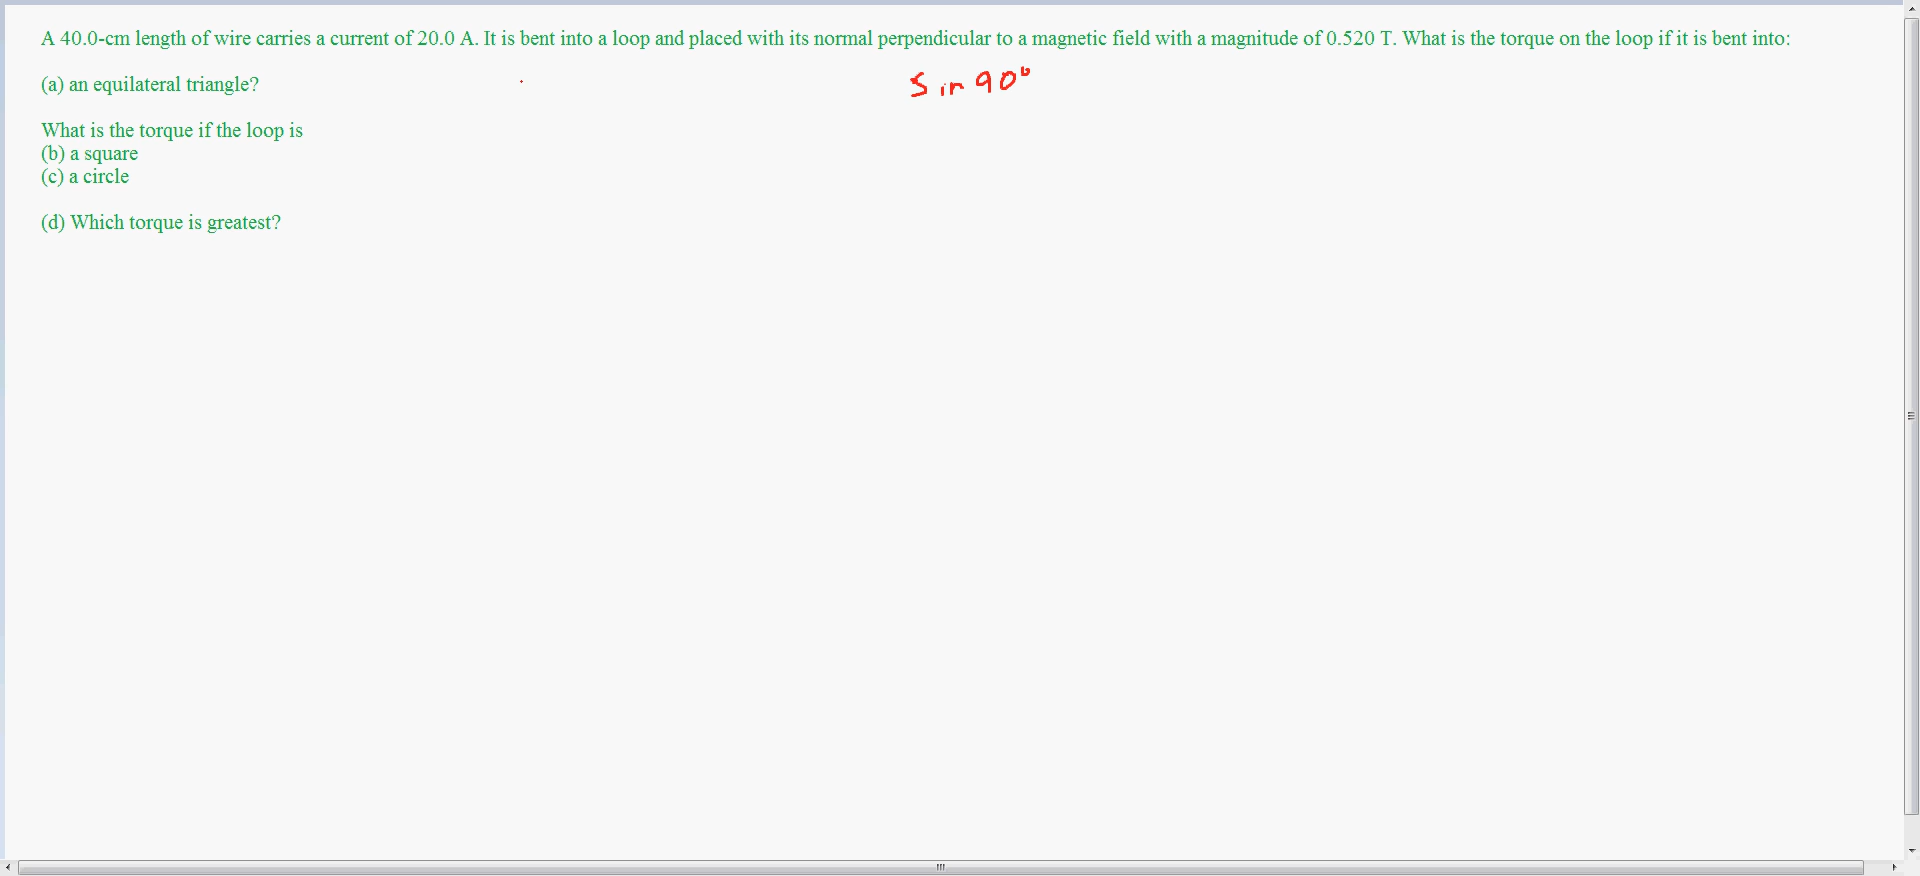 A 40.0-cm length of wire carries a current of 20.0 A. It is bent into a loop and placed with its normal perpendicular to a magnetic field with a magnitude of 0.520 T. What is the torque on the loop if it is bent into:
(a) an equilateral triangle?
sin 90°
What is the torque if the loop is
(b) a square
(c) a circle
(d) Which torque is greatest?